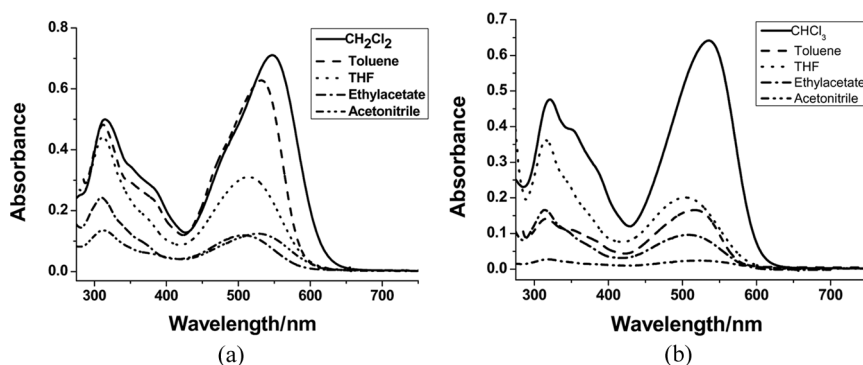 0.8
0.6
0.4
0.2
0.0
Absorbance
300 400 500 600 700
Wavelength/nm
CH₂Cl₂
Toluene
THF
Ethylacetate
Acetonitrile
(a)
0.7
0.6
0.5
0.4
0.3
0.2
0.1
0.0
Absorbance
300 400 500 600 700
Wavelength/nm
CHCl₃
Toluene
THF
Ethylacetate
Acetonitrile
(b)